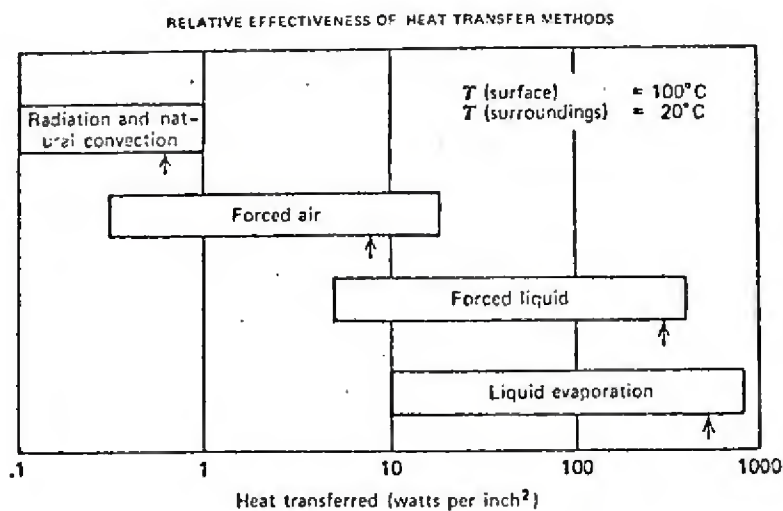 RELATIVE EFFECTIVENESS OF HEAT TRANSFER METHODS
T (surface) = 100°C
T (surroundings) = 20°C
Radiation and nat-
ural convection
Forced air
Forced liquid
Liquid evaporation
.1 1 10 100 1000
Heat transferred (watts per inch²)